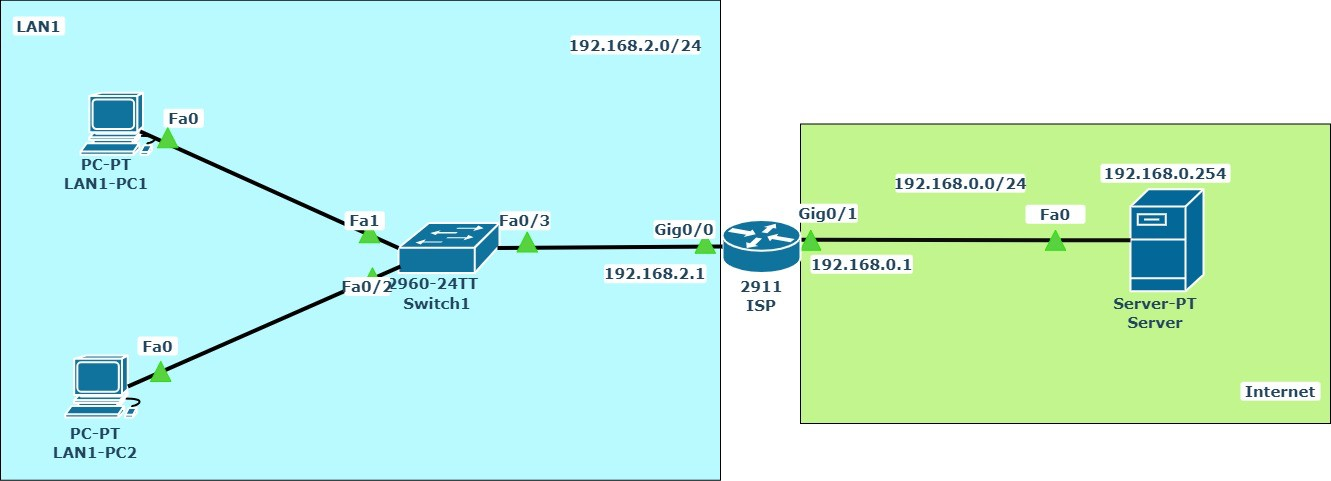 LAN1
192.168.2.0/24
Fa0
PC-PT
LAN1-PC1
Fa1
Fa0/3
Fa0/2
2960-24TT
Switch1
Fa0
PC-PT
LAN1-PC2
Gig0/0
192.168.2.1
2911
ISP
Gig0/1
192.168.0.1
192.168.0.0/24
Fa0
192.168.0.254
Server-PT
Server
Internet